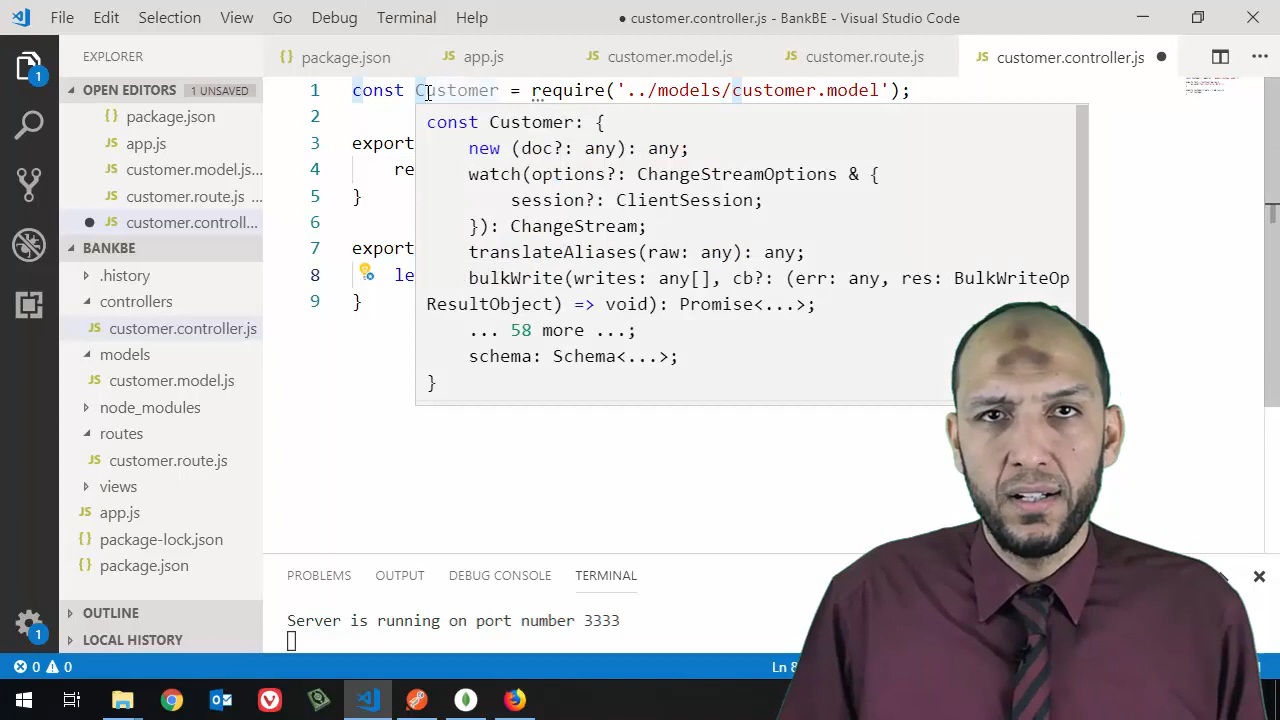 File Edit Selection View Go Debug Terminal Help
● customer.controller.js - BankBE - Visual Studio Code
EXPLORER
OPEN EDITORS 1 UNSAVED
JS package.json
JS app.js
JS customer.model.js...
JS customer.route.js ...
● JS customer.controll...
BANKBE
.history
controllers
JS customer.controller.js
models
JS customer.model.js
node_modules
routes
JS customer.route.js
views
JS app.js
{} package-lock.json
{} package.json
OUTLINE
LOCAL HISTORY
1
1
{} package.json
JS app.js
JS customer.model.js
JS customer.route.js
JS customer.controller.js ●
1 const Customer = require('../models/customer.model');
2
3 export
4 re
5 }
6
7 export
8 le
9 }
const Customer: {
new (doc?: any): any;
watch(options?: ChangeStreamOptions & {
session?: ClientSession;
}): ChangeStream;
translateAliases(raw: any): any;
bulkWrite(writes: any[], cb?: (err: any, res: BulkWriteOp
ResultObject) => void): Promise<...>;
... 58 more ...;
schema: Schema<...>;
}
PROBLEMS OUTPUT DEBUG CONSOLE TERMINAL
Server is running on port number 3333
0 0
Ln 8